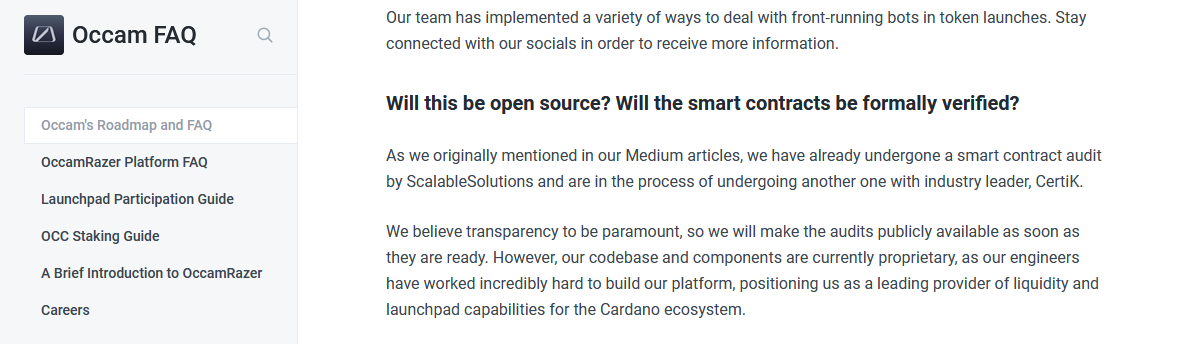 Occam FAQ
Occam's Roadmap and FAQ
OccamRazer Platform FAQ
Launchpad Participation Guide
OCC Staking Guide
A Brief Introduction to OccamRazer
Careers
Our team has implemented a variety of ways to deal with front-running bots in token launches. Stay
connected with our socials in order to receive more information.
Will this be open source? Will the smart contracts be formally verified?
As we originally mentioned in our Medium articles, we have already undergone a smart contract audit
by ScalableSolutions and are in the process of undergoing another one with industry leader, CertiK.
We believe transparency to be paramount, so we will make the audits publicly available as soon as
they are ready. However, our codebase and components are currently proprietary, as our engineers
have worked incredibly hard to build our platform, positioning us as a leading provider of liquidity and
launchpad capabilities for the Cardano ecosystem.